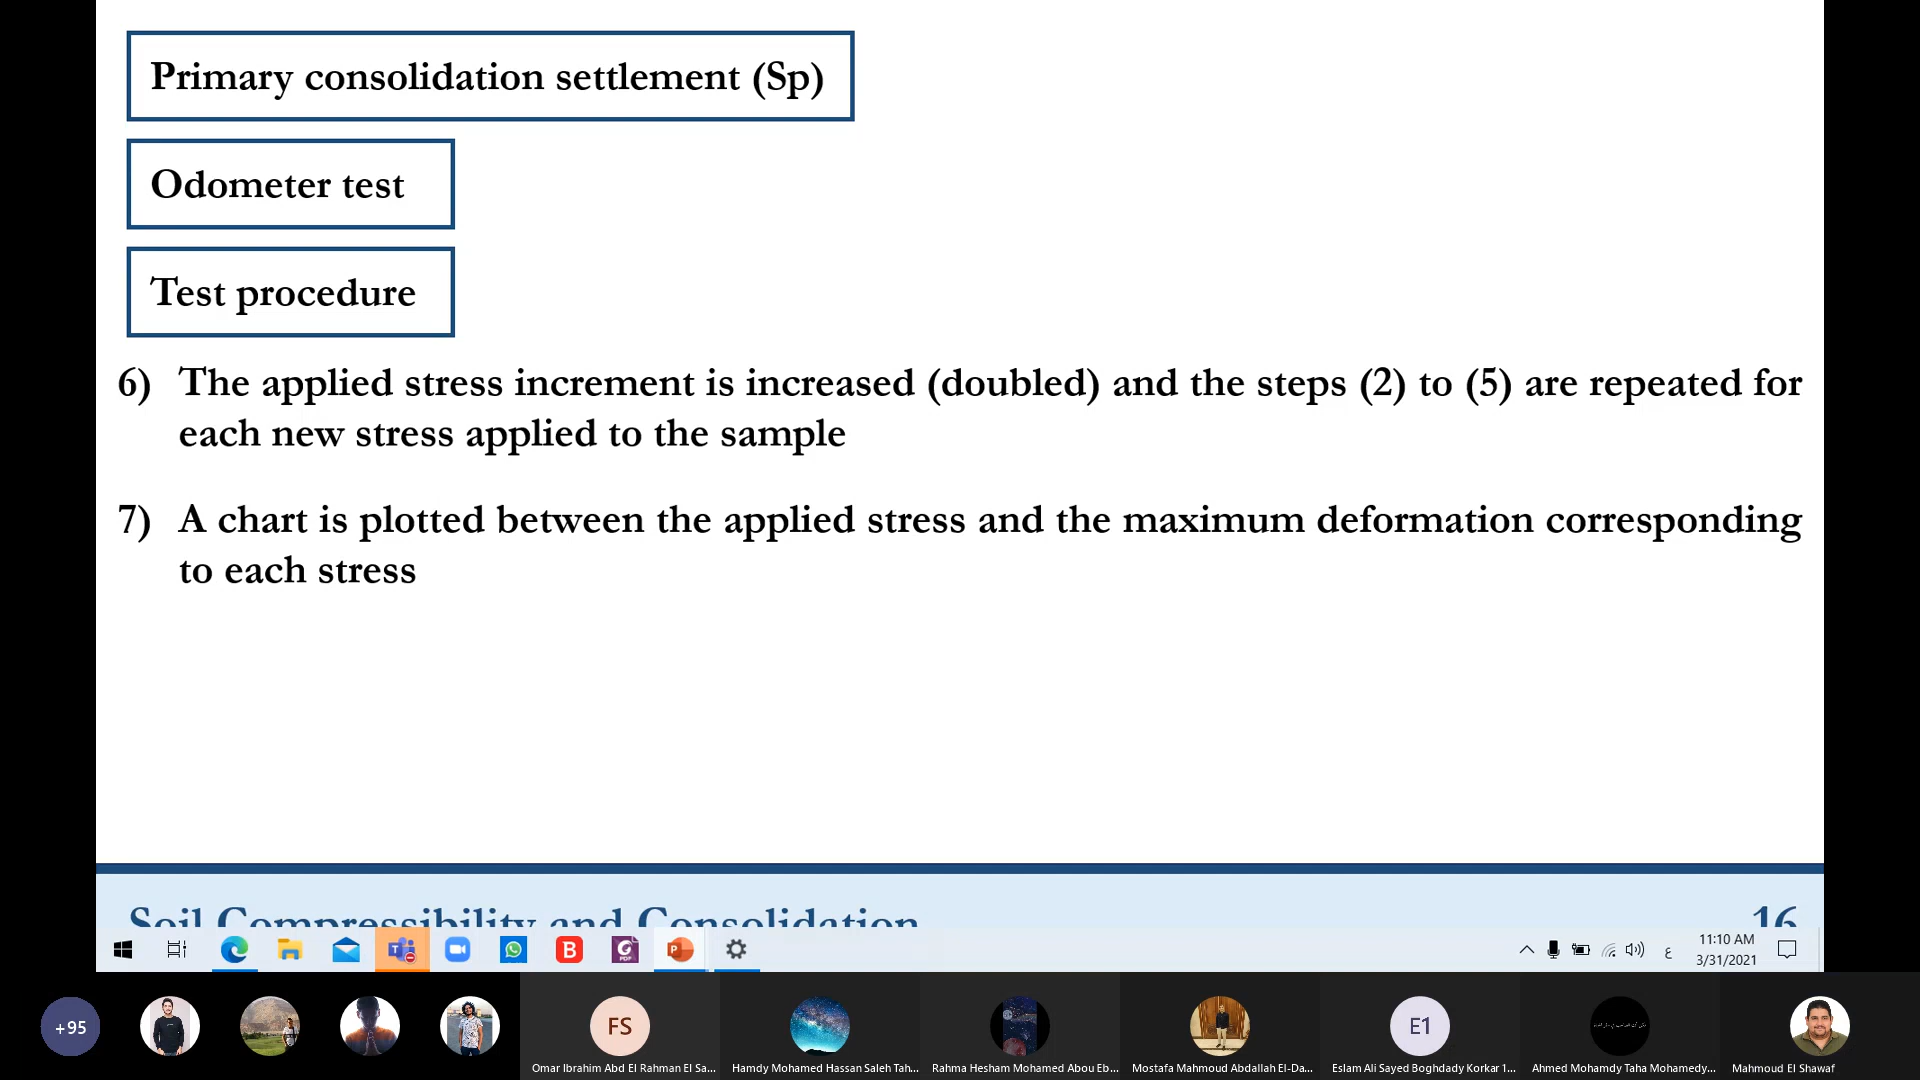 Primary consolidation settlement (Sp)
Odometer test
Test procedure
6) The applied stress increment is increased (doubled) and the steps (2) to (5) are repeated for
each new stress applied to the sample
7) A chart is plotted between the applied stress and the maximum deformation corresponding
to each stress
Soil Compressibility and Consolidation 16
11:10 AM
3/31/2021
ع
+95
FS
E1
Omar Ibrahim Abd El Rahman El Sa...
Hamdy Mohamed Hassan Saleh Tah...
Rahma Hesham Mohamed Abou Eb...
Mostafa Mahmoud Abdallah El-Da...
Eslam Ali Sayed Boghdady Korkar 1...
Ahmed Mohamdy Taha Mohamedy...
Mahmoud El Shawaf